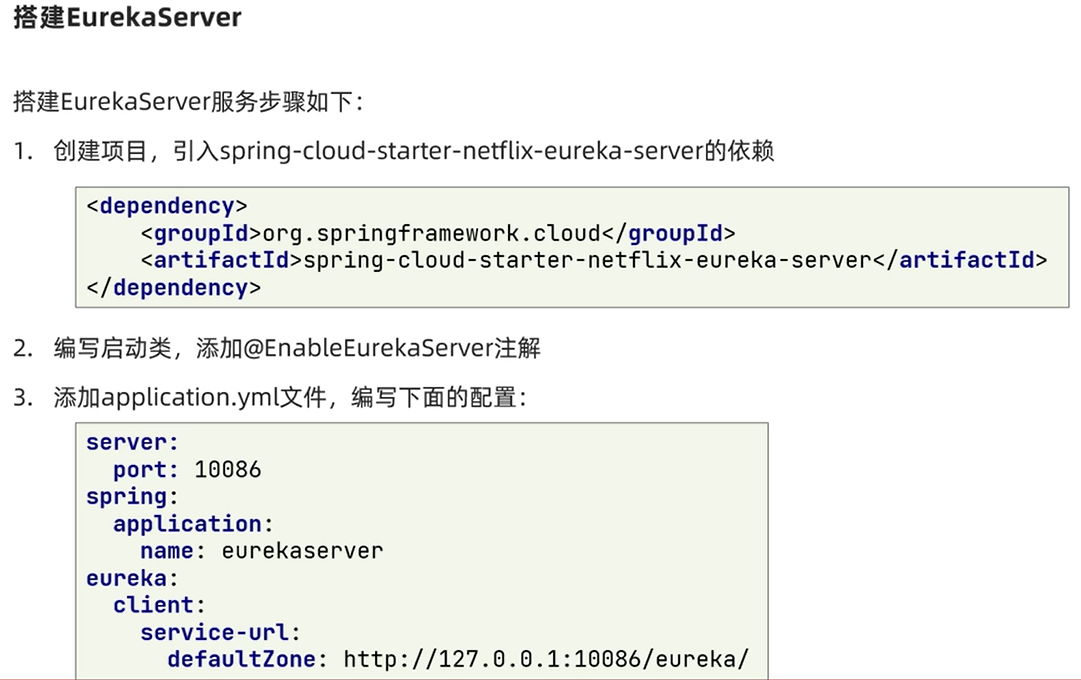 搭建EurekaServer
搭建EurekaServer服务步骤如下：
1. 创建项目，引入spring-cloud-starter-netflix-eureka-server的依赖
<dependency>
    <groupId>org.springframework.cloud</groupId>
    <artifactId>spring-cloud-starter-netflix-eureka-server</artifactId>
</dependency>
2. 编写启动类，添加@EnableEurekaServer注解
3. 添加application.yml文件，编写下面的配置：
server:
  port: 10086
spring:
  application:
    name: eurekaserver
eureka:
  client:
    service-url:
      defaultZone: http://127.0.0.1:10086/eureka/